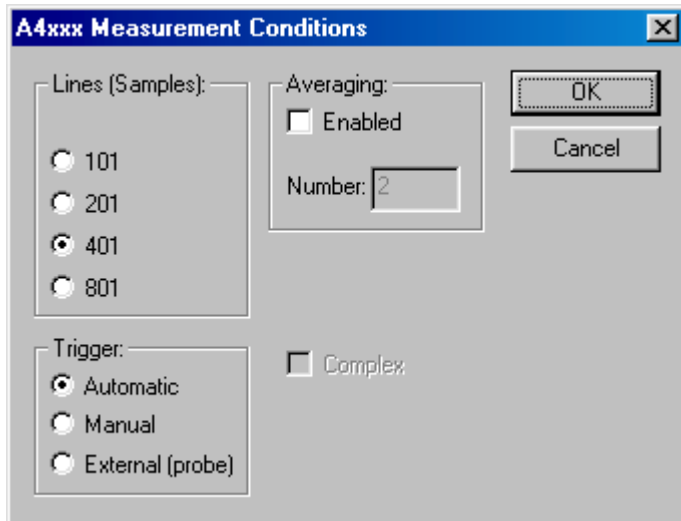 A4xxx Measurement Conditions
Lines (Samples):
101
201
401
801
Averaging:
Enabled
Number: 2
OK
Cancel
Trigger:
Automatic
Manual
External (probe)
Complex